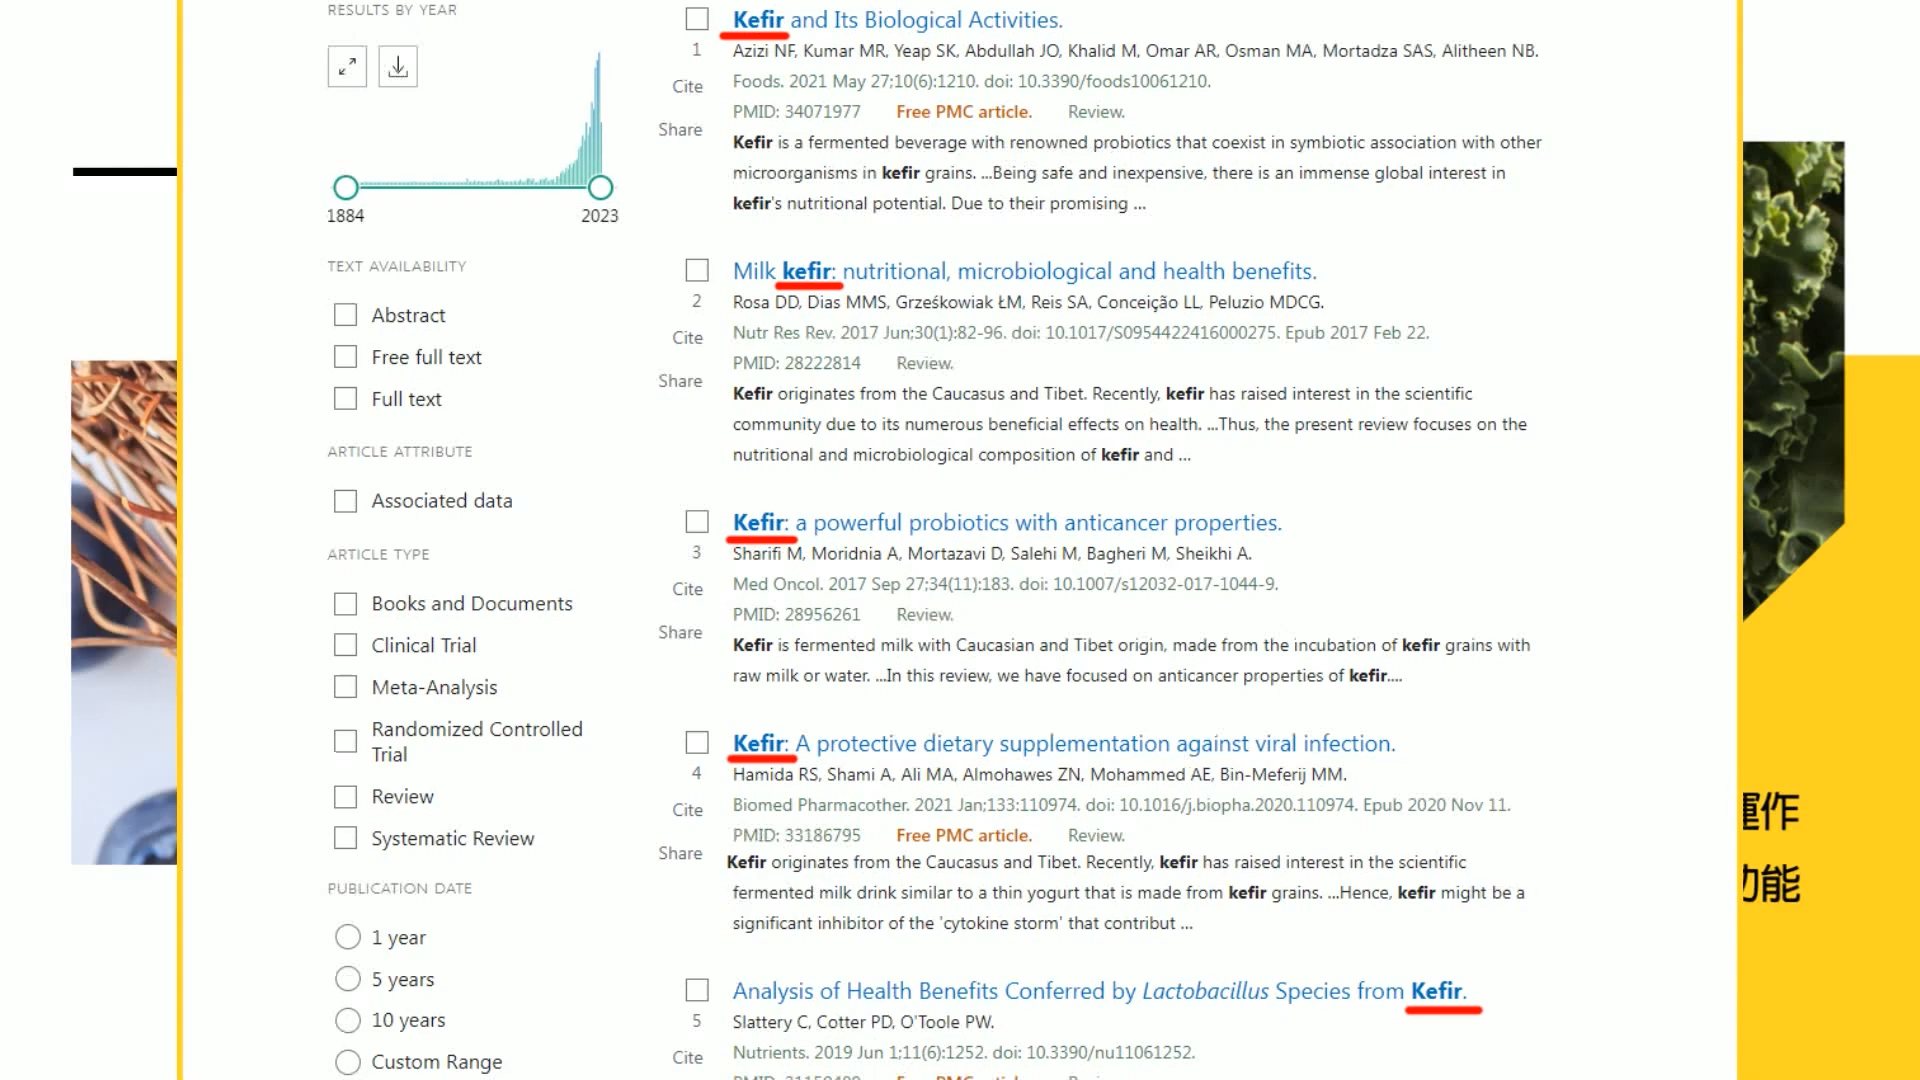 RESULTS BY YEAR
1884
2023
TEXT AVAILABILITY
Abstract
Free full text
Full text
ARTICLE ATTRIBUTE
Associated data
ARTICLE TYPE
Books and Documents
Clinical Trial
Meta-Analysis
Randomized Controlled
Trial
Review
Systematic Review
PUBLICATION DATE
1 year
5 years
10 years
Custom Range
Kefir and Its Biological Activities.
1
Azizi NF, Kumar MR, Yeap SK, Abdullah JO, Khalid M, Omar AR, Osman MA, Mortadza SAS, Alitheen NB.
Cite
Foods. 2021 May 27;10(6):1210. doi: 10.3390/foods10061210.
PMID: 34071977 Free PMC article. Review.
Share
Kefir is a fermented beverage with renowned probiotics that coexist in symbiotic association with other
microorganisms in kefir grains. ...Being safe and inexpensive, there is an immense global interest in
kefir's nutritional potential. Due to their promising ...
Milk kefir: nutritional, microbiological and health benefits.
2
Rosa DD, Dias MMS, Grześkowiak ŁM, Reis SA, Conceição LL, Peluzio MDCG.
Cite
Nutr Res Rev. 2017 Jun;30(1):82-96. doi: 10.1017/S0954422416000275. Epub 2017 Feb 22.
PMID: 28222814 Review.
Share
Kefir originates from the Caucasus and Tibet. Recently, kefir has raised interest in the scientific
community due to its numerous beneficial effects on health. ...Thus, the present review focuses on the
nutritional and microbiological composition of kefir and ...
Kefir: a powerful probiotics with anticancer properties.
3
Sharifi M, Moridnia A, Mortazavi D, Salehi M, Bagheri M, Sheikhi A.
Cite
Med Oncol. 2017 Sep 27;34(11):183. doi: 10.1007/s12032-017-1044-9.
PMID: 28956261 Review.
Share
Kefir is fermented milk with Caucasian and Tibet origin, made from the incubation of kefir grains with
raw milk or water. ...In this review, we have focused on anticancer properties of kefir....
Kefir: A protective dietary supplementation against viral infection.
4
Hamida RS, Shami A, Ali MA, Almohawes ZN, Mohammed AE, Bin-Meferij MM.
Cite
Biomed Pharmacother. 2021 Jan;133:110974. doi: 10.1016/j.biopha.2020.110974. Epub 2020 Nov 11.
PMID: 33186795 Free PMC article. Review.
Share
Kefir originates from the Caucasus and Tibet. Recently, kefir has raised interest in the scientific
fermented milk drink similar to a thin yogurt that is made from kefir grains. ...Hence, kefir might be a
significant inhibitor of the 'cytokine storm' that contribut ...
Analysis of Health Benefits Conferred by Lactobacillus Species from Kefir.
5
Slattery C, Cotter PD, O'Toole PW.
Cite
Nutrients. 2019 Jun 1;11(6):1252. doi: 10.3390/nu11061252.
運作
功能